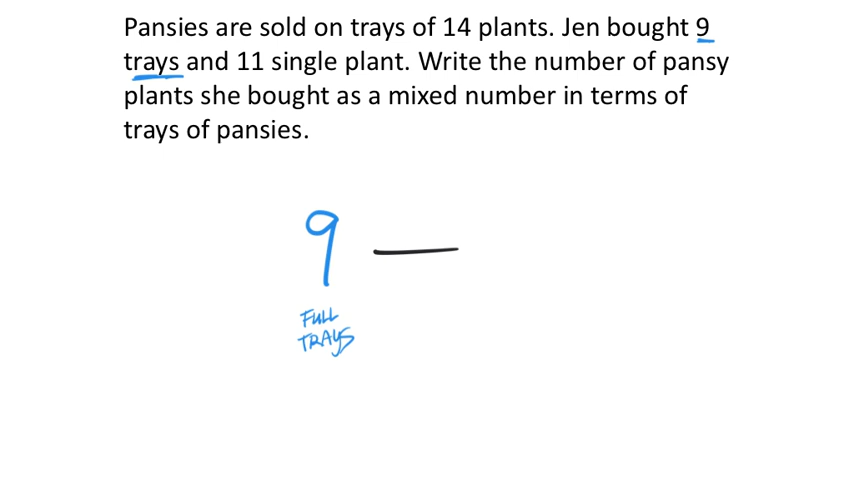 Pansies are sold on trays of 14 plants. Jen bought 9
trays and 11 single plant. Write the number of pansy
plants she bought as a mixed number in terms of
trays of pansies.
9
FULL
TRAYS